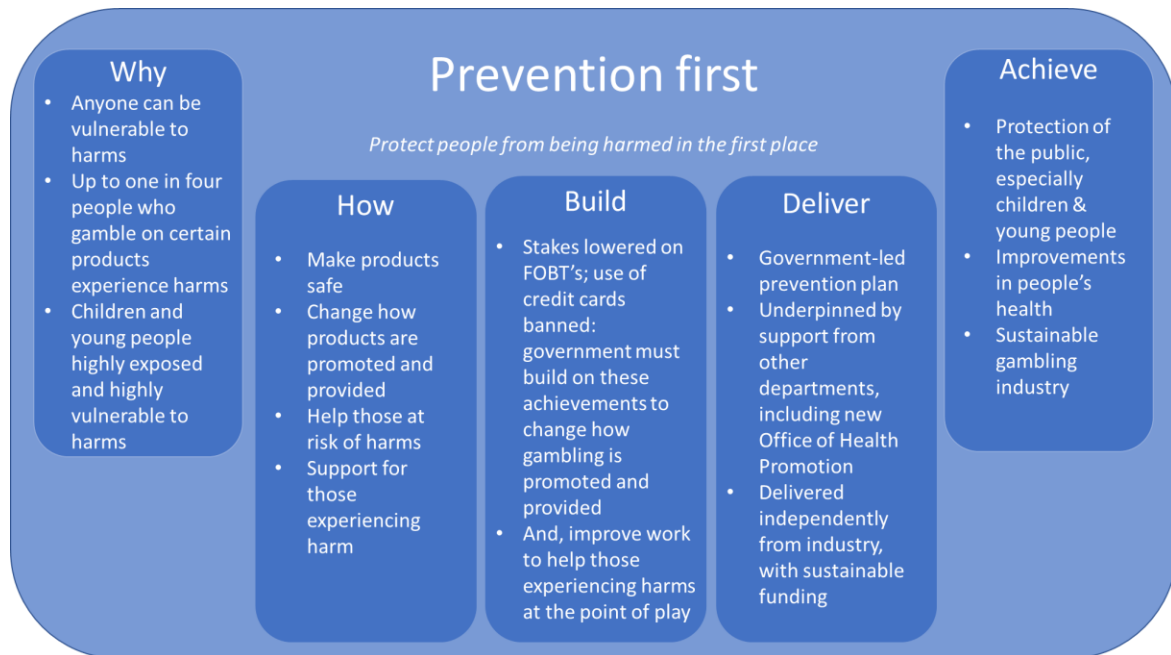 Prevention first
Protect people from being harmed in the first place
Why
• Anyone can be
vulnerable to
harms
• Up to one in four
people who
gamble on certain
products
experience harms
• Children and
young people
highly exposed
and highly
vulnerable to
harms
How
• Make products
safe
• Change how
products are
promoted and
provided
• Help those at
risk of harms
• Support for
those
experiencing
harm
Build
• Stakes lowered on
FOBT's; use of
credit cards
banned:
government must
build on these
achievements to
change how
gambling is
promoted and
provided
• And, improve work
to help those
experiencing harms
at the point of play
Deliver
• Government-led
prevention plan
• Underpinned by
support from
other
departments,
including new
Office of Health
Promotion
• Delivered
independently
from industry,
with sustainable
funding
Achieve
• Protection of
the public,
especially
children &
young people
• Improvements
in people's
health
• Sustainable
gambling
industry